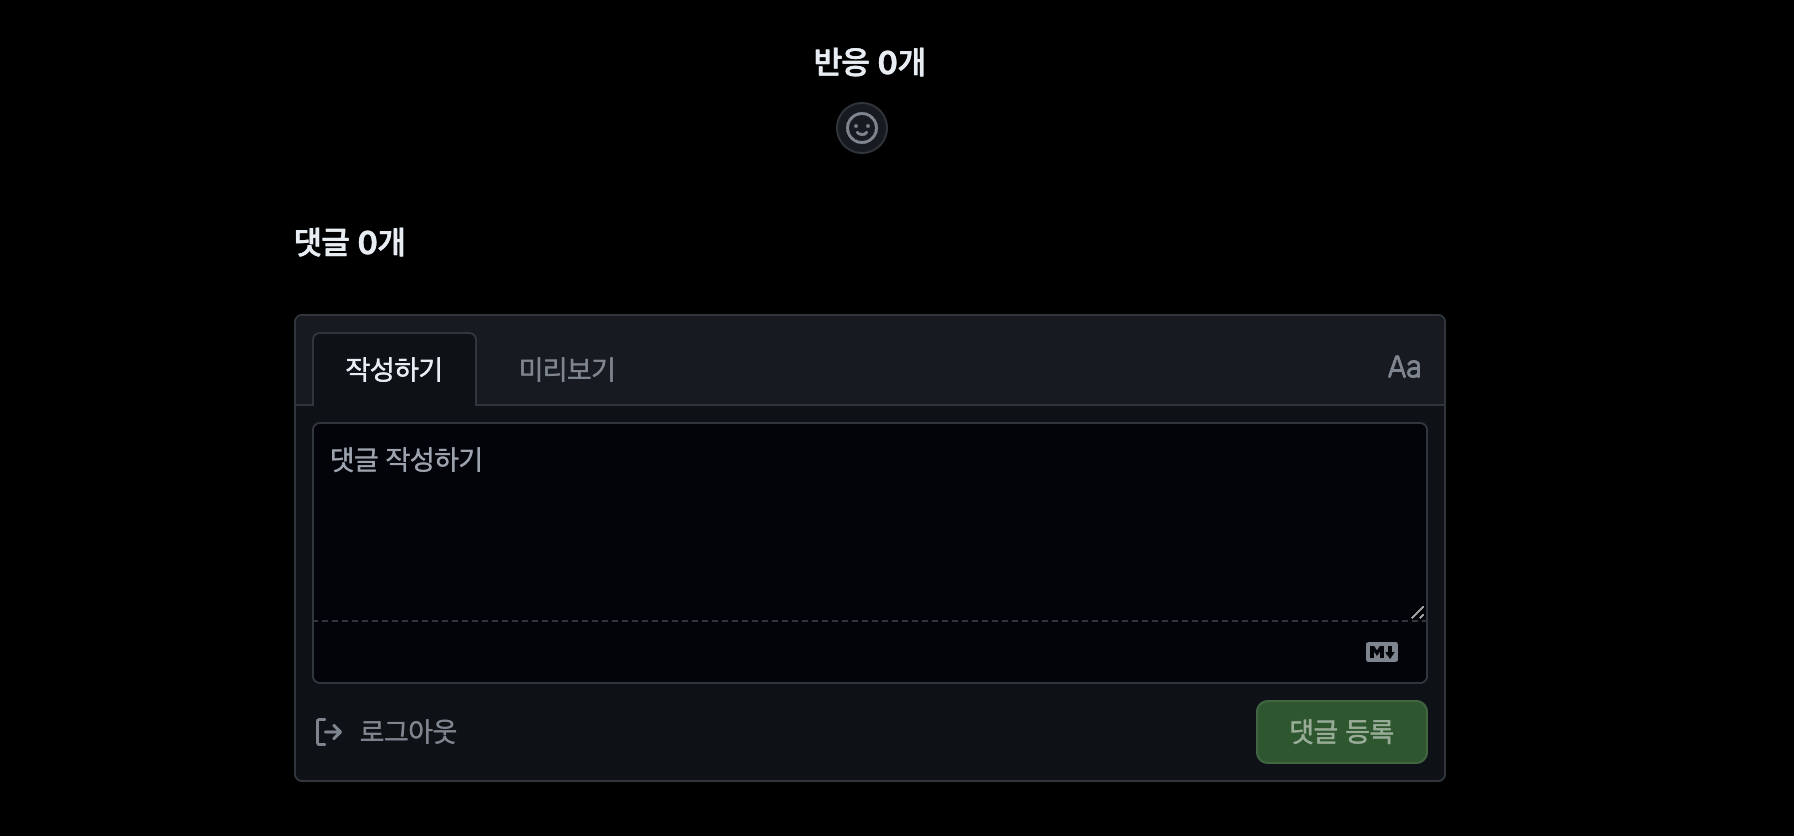 반응 0개
댓글 0개
작성하기 미리보기 Aa
댓글 작성하기
M↓
로그아웃 댓글 등록